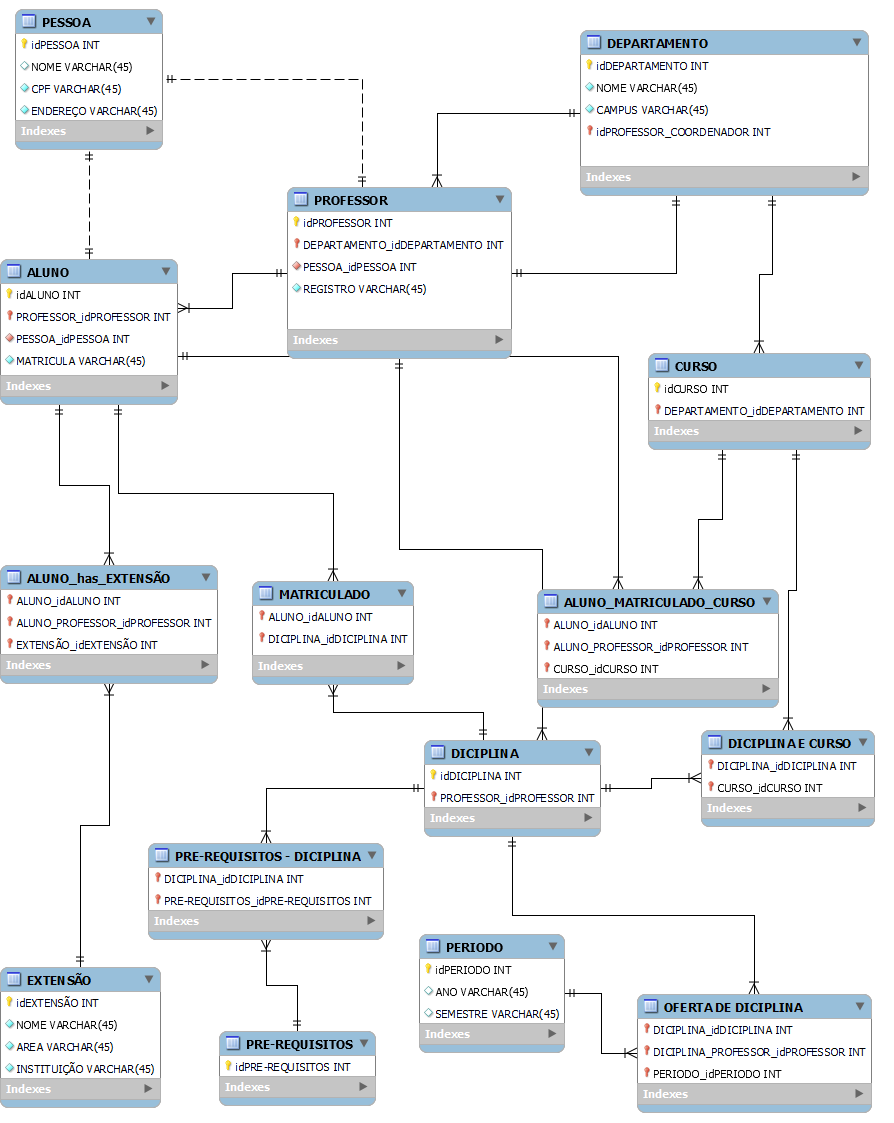 PESSOA
idPESSOA INT
NOME VARCHAR(45)
CPF VARCHAR(45)
ENDEREÇO VARCHAR(45)
Indexes
DEPARTAMENTO
idDEPARTAMENTO INT
NOME VARCHAR(45)
CAMPUS VARCHAR(45)
idPROFESSOR_COORDENADOR INT
Indexes
PROFESSOR
idPROFESSOR INT
DEPARTAMENTO_idDEPARTAMENTO INT
PESSOA_idPESSOA INT
REGISTRO VARCHAR(45)
Indexes
ALUNO
idALUNO INT
PROFESSOR_idPROFESSOR INT
PESSOA_idPESSOA INT
MATRICULA VARCHAR(45)
Indexes
CURSO
idCURSO INT
DEPARTAMENTO_idDEPARTAMENTO INT
Indexes
ALUNO_has_EXTENSÃO
ALUNO_idALUNO INT
ALUNO_PROFESSOR_idPROFESSOR INT
EXTENSÃO_idEXTENSÃO INT
Indexes
MATRICULADO
ALUNO_idALUNO INT
DICIPLINA_idDICIPLINA INT
Indexes
ALUNO_MATRICULADO_CURSO
ALUNO_idALUNO INT
ALUNO_PROFESSOR_idPROFESSOR INT
CURSO_idCURSO INT
Indexes
DICIPLINA
idDICIPLINA INT
PROFESSOR_idPROFESSOR INT
Indexes
DICIPLINA E CURSO
DICIPLINA_idDICIPLINA INT
CURSO_idCURSO INT
Indexes
PRE-REQUISITOS - DICIPLINA
DICIPLINA_idDICIPLINA INT
PRE-REQUISITOS_idPRE-REQUISITOS INT
Indexes
PERIODO
idPERIODO INT
ANO VARCHAR(45)
SEMESTRE VARCHAR(45)
Indexes
EXTENSÃO
idEXTENSÃO INT
NOME VARCHAR(45)
AREA VARCHAR(45)
INSTITUIÇÃO VARCHAR(45)
Indexes
PRE-REQUISITOS
idPRE-REQUISITOS INT
Indexes
OFERTA DE DICIPLINA
DICIPLINA_idDICIPLINA INT
DICIPLINA_PROFESSOR_idPROFESSOR INT
PERIODO_idPERIODO INT
Indexes